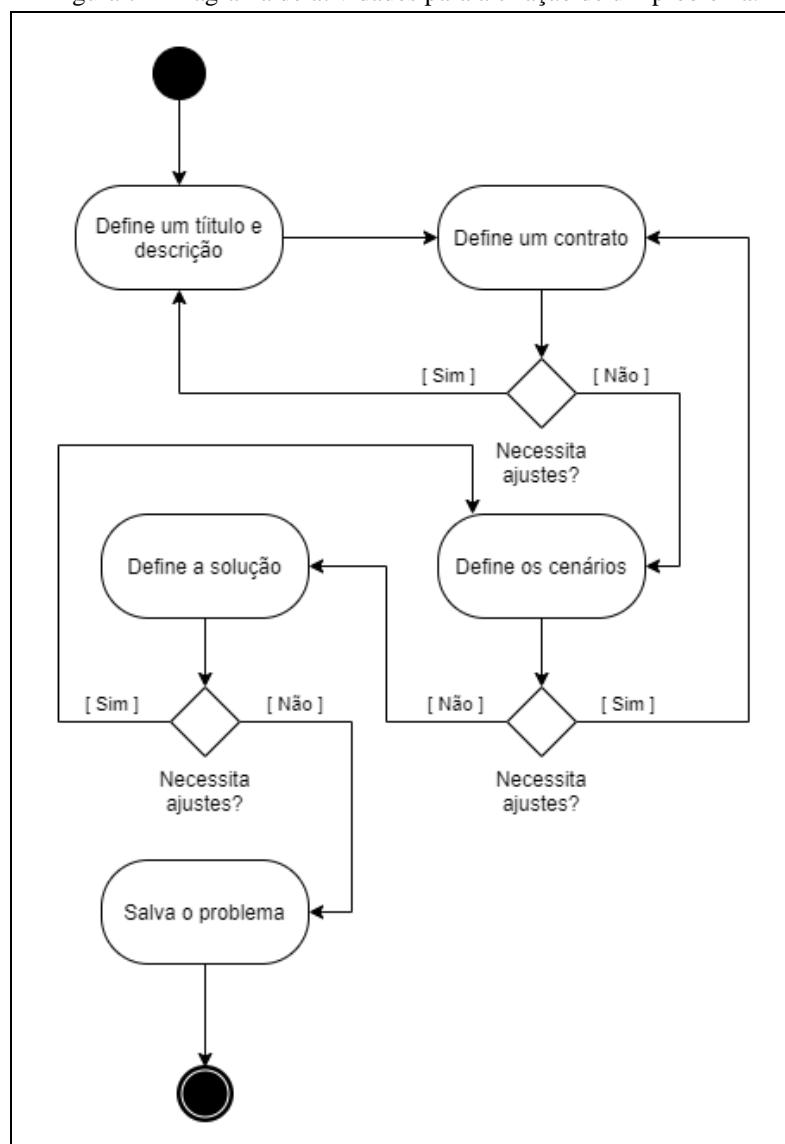 Define um tíitulo e
descrição
Define um contrato
[ Sim ]
[ Não ]
Necessita
ajustes?
Define a solução
Define os cenários
[ Sim ]
[ Não ]
[ Não ]
[ Sim ]
Necessita
ajustes?
Necessita
ajustes?
Salva o problema